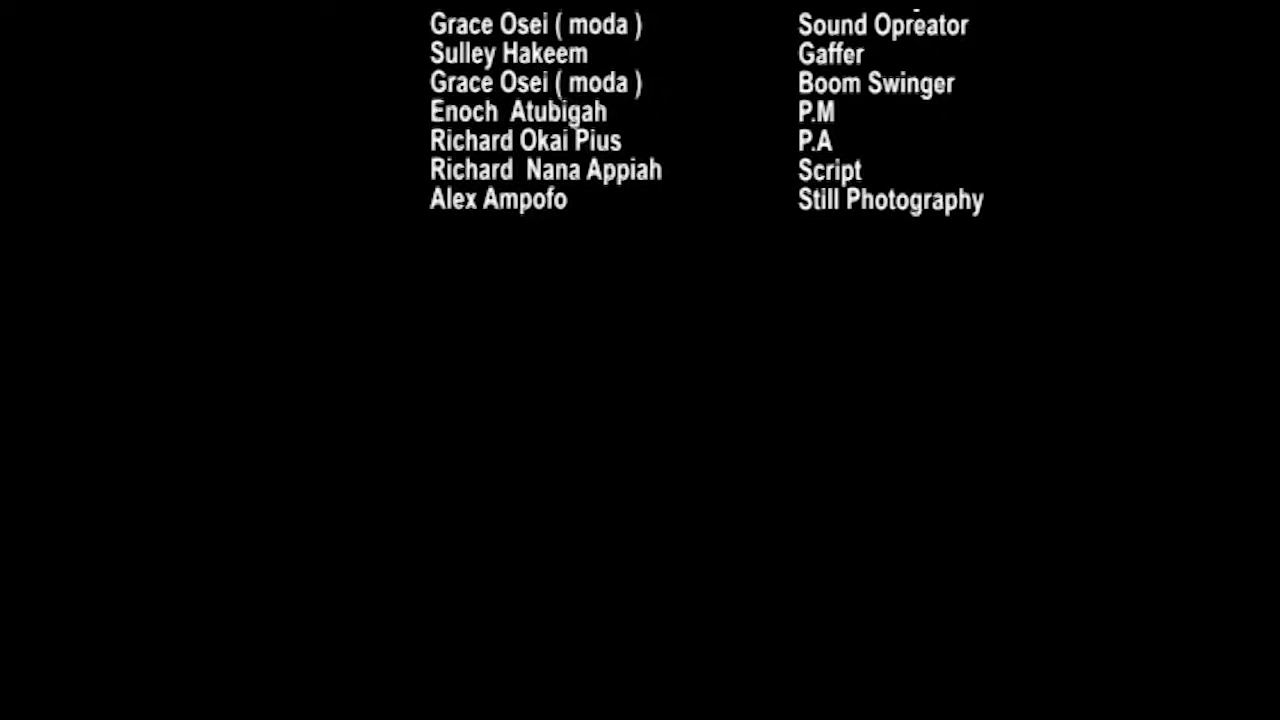 Grace Osei ( moda ) Sound Opreator
Sulley Hakeem Gaffer
Grace Osei ( moda ) Boom Swinger
Enoch Atubigah P.M
Richard Okai Pius P.A
Richard Nana Appiah Script
Alex Ampofo Still Photography